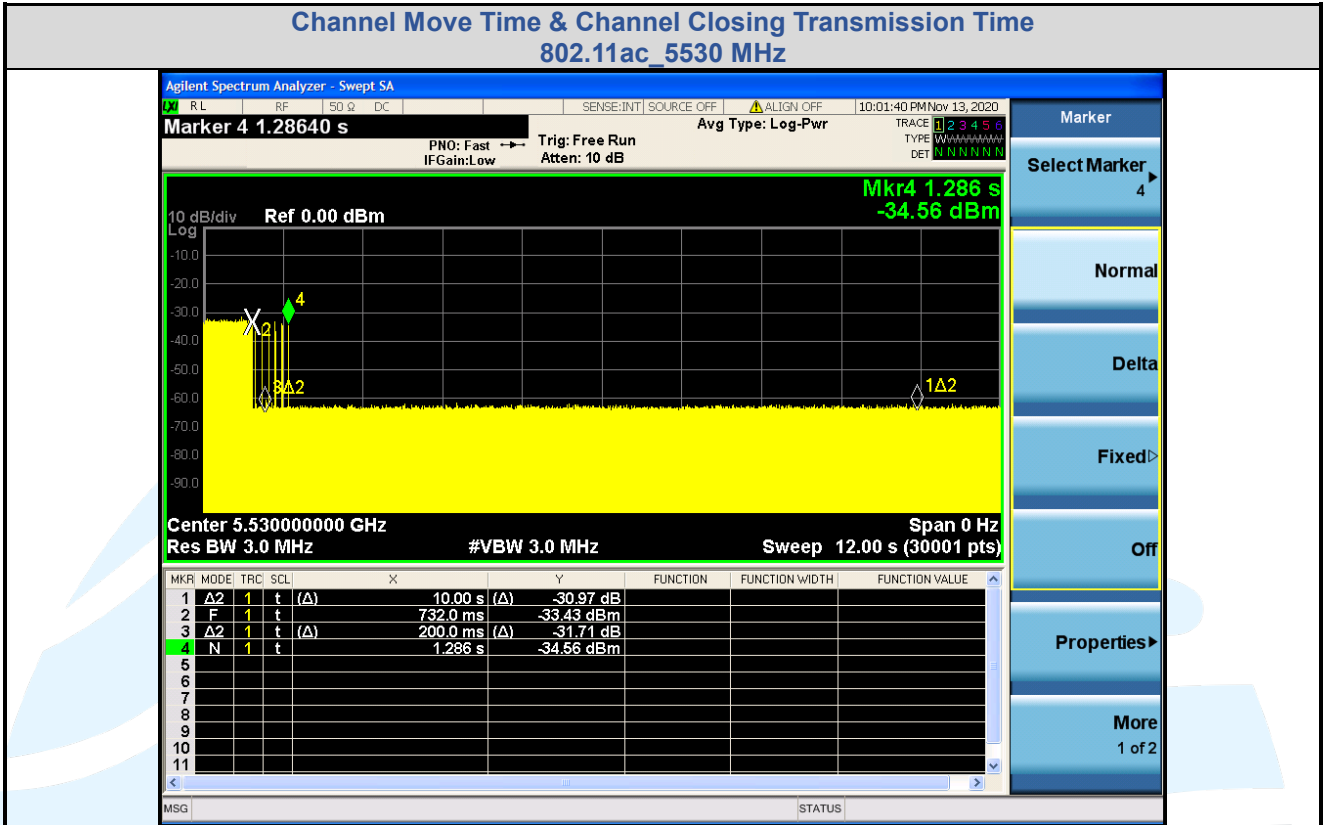 Channel Move Time & Channel Closing Transmission Time
802.11ac_5530 MHz
Agilent Spectrum Analyzer - Swept SA
LXI RL RF 50 Ω DC SENSE:INT SOURCE OFF ALIGN OFF 10:01:40 PM Nov 13, 2020
Marker 4 1.28640 s
PNO: Fast
IFGain:Low
Trig: Free Run
Atten: 10 dB
Avg Type: Log-Pwr
TRACE 1 2 3 4 5 6
TYPE WWWWWW
DET N N N N N N
Mkr4 1.286 s
-34.56 dBm
10 dB/div Ref 0.00 dBm
Log
-10.0
-20.0
-30.0
-40.0
-50.0
-60.0
-70.0
-80.0
-90.0
4
2
3Δ2
1Δ2
Center 5.530000000 GHz Span 0 Hz
Res BW 3.0 MHz #VBW 3.0 MHz Sweep 12.00 s (30001 pts)
MKR MODE TRC SCL X Y FUNCTION FUNCTION WIDTH FUNCTION VALUE
1 Δ2 1 t (Δ) 10.00 s (Δ) -30.97 dB
2 F 1 t 732.0 ms -33.43 dBm
3 Δ2 1 t (Δ) 200.0 ms (Δ) -31.71 dB
4 N 1 t 1.286 s -34.56 dBm
5
6
7
8
9
10
11
MSG STATUS
Marker
Select Marker
4
Normal
Delta
Fixed
Off
Properties
More
1 of 2